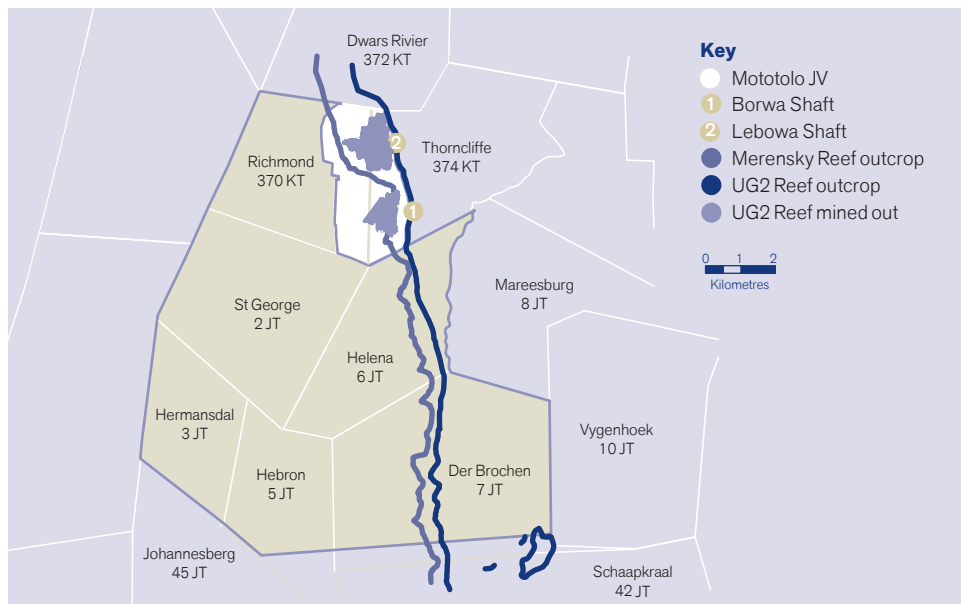 Dwars Rivier
372 KT
Key
Mototolo JV
1 Borwa Shaft
2 Lebowa Shaft
Merensky Reef outcrop
UG2 Reef outcrop
UG2 Reef mined out
0 1 2
Kilometres
2
Thorncliffe
374 KT
Richmond
370 KT
1
Mareesburg
8 JT
St George
2 JT
Helena
6 JT
Hermansdal
3 JT
Vygenhoek
10 JT
Hebron
5 JT
Der Brochen
7 JT
Johannesberg
45 JT
Schaapkraal
42 JT